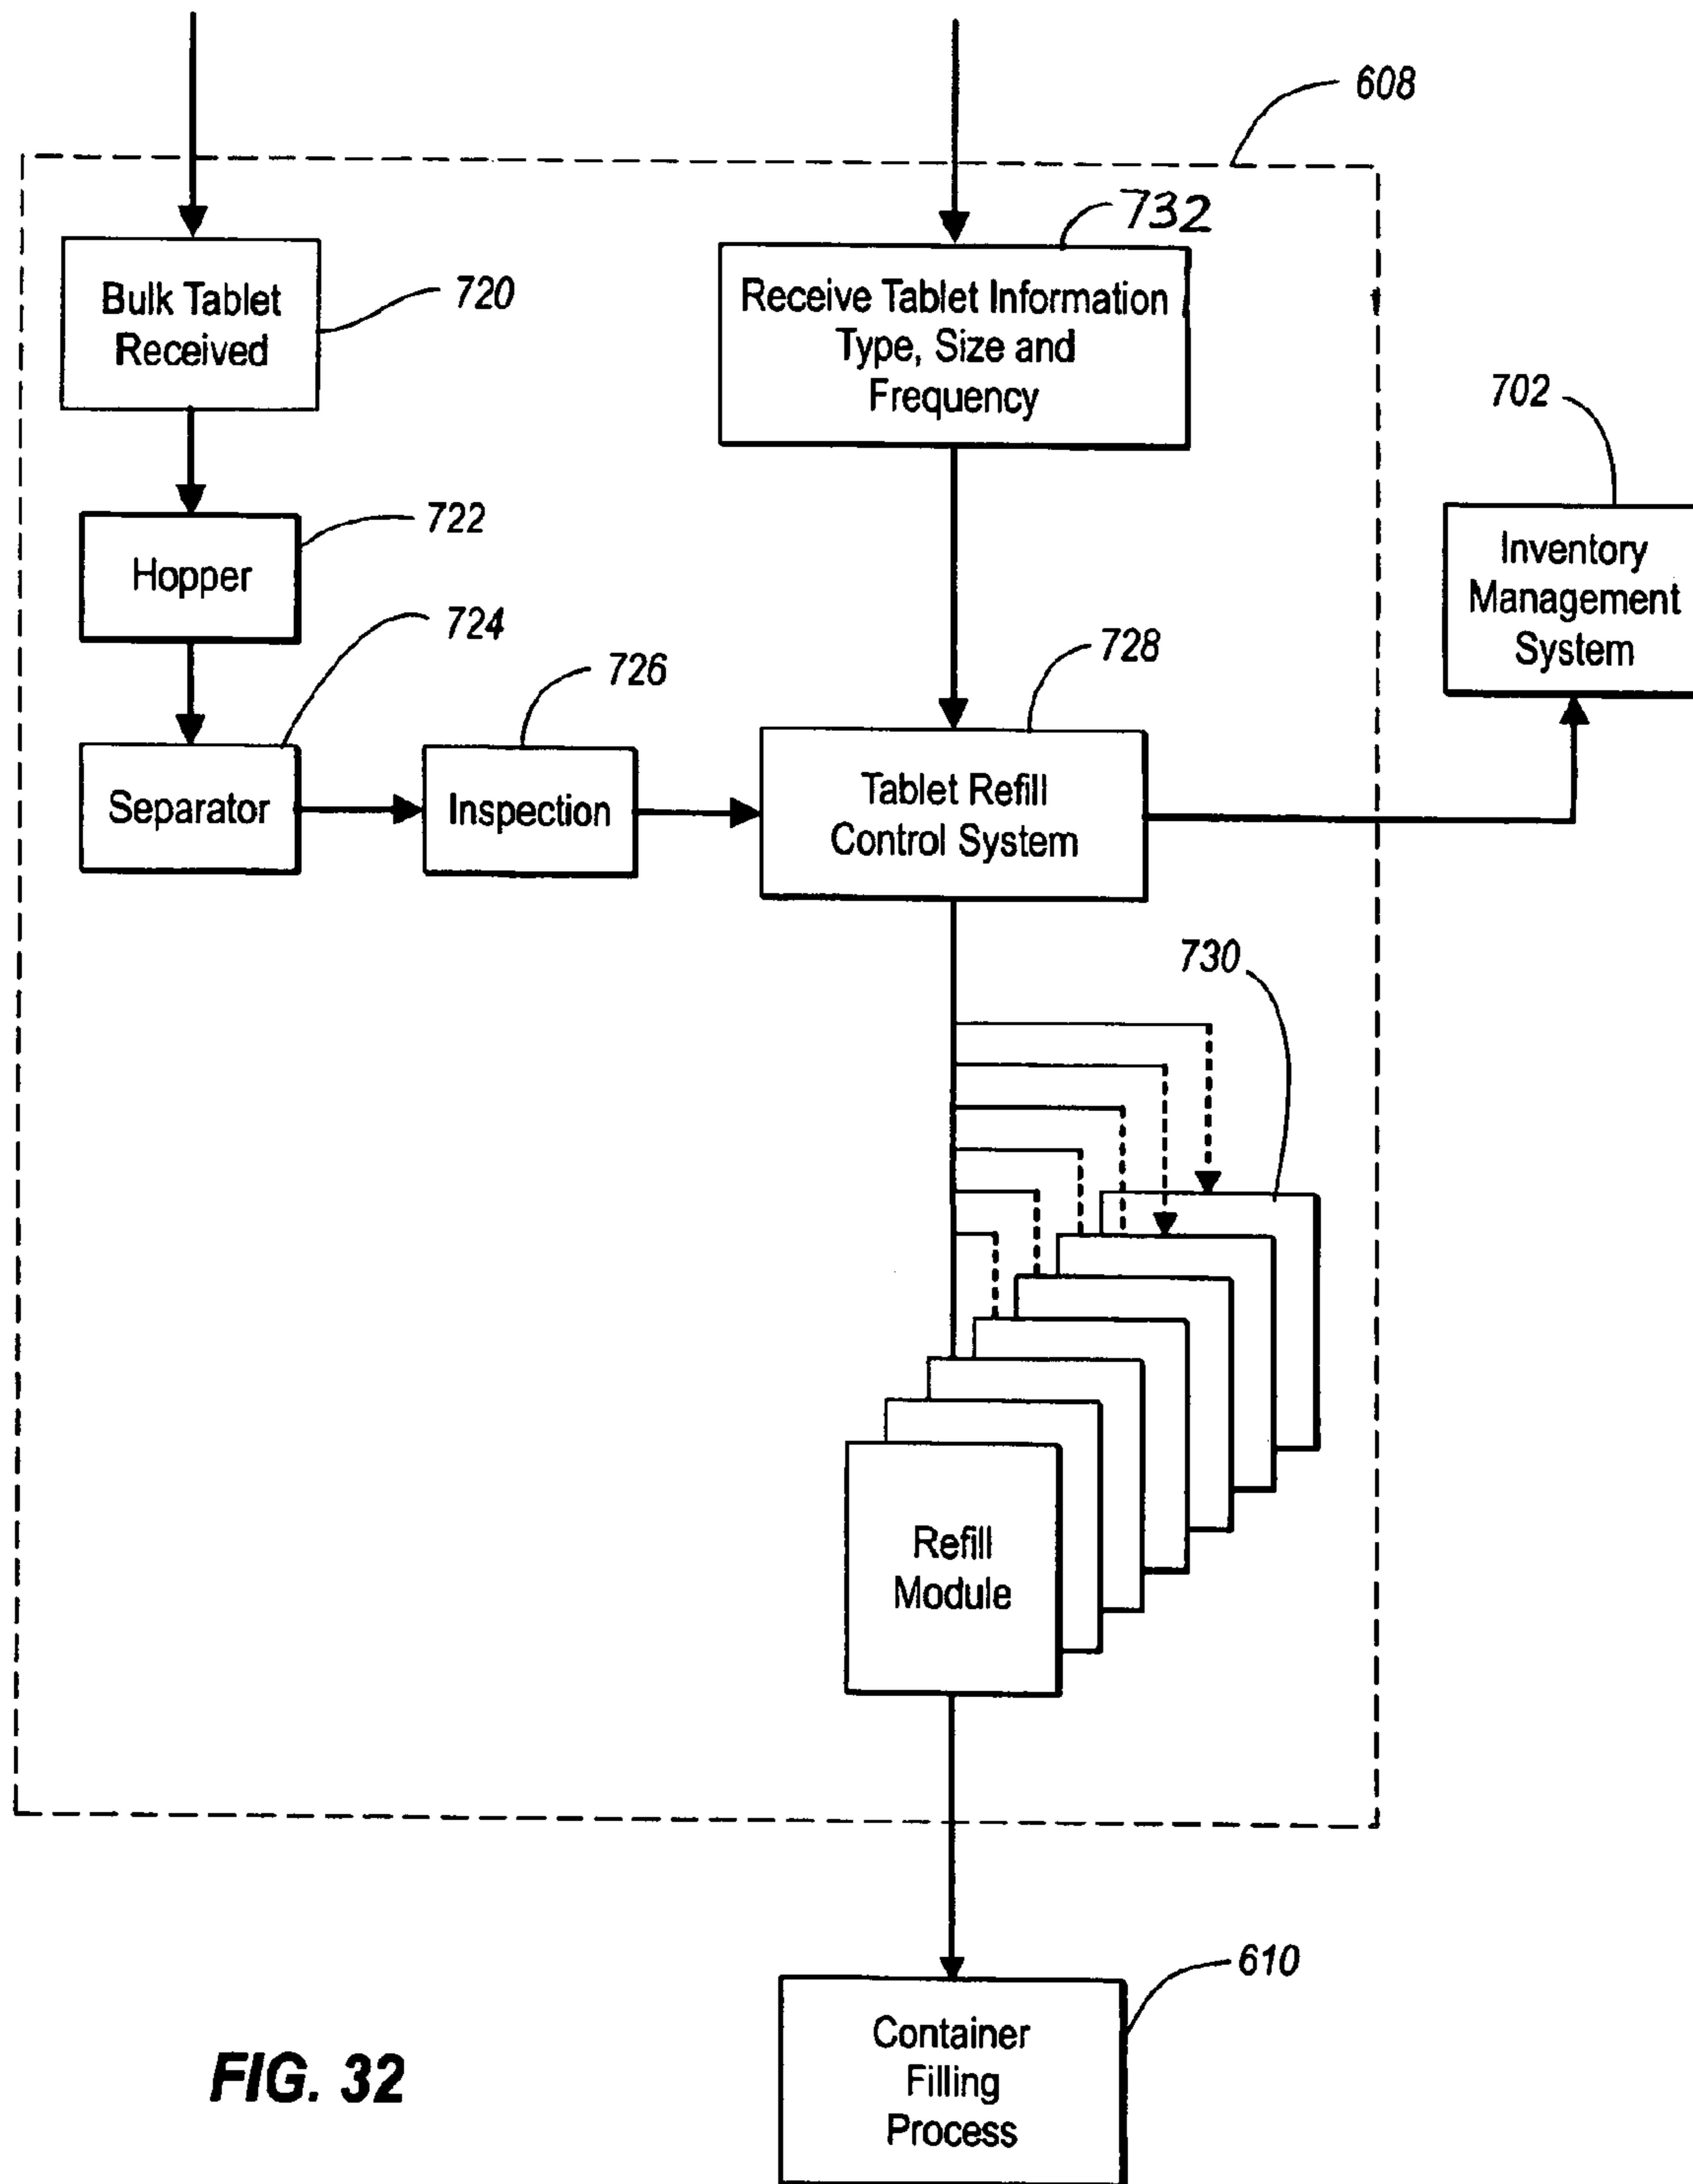 608
732
Bulk Tablet
Received
720
Receive Tablet Information
Type, Size and
Frequency
702
Inventory
Management
System
722
Hopper
724
726
728
Separator
Inspection
Tablet Refill
Control System
730
Refill
Module
610
Container
Filling
Process
FIG. 32